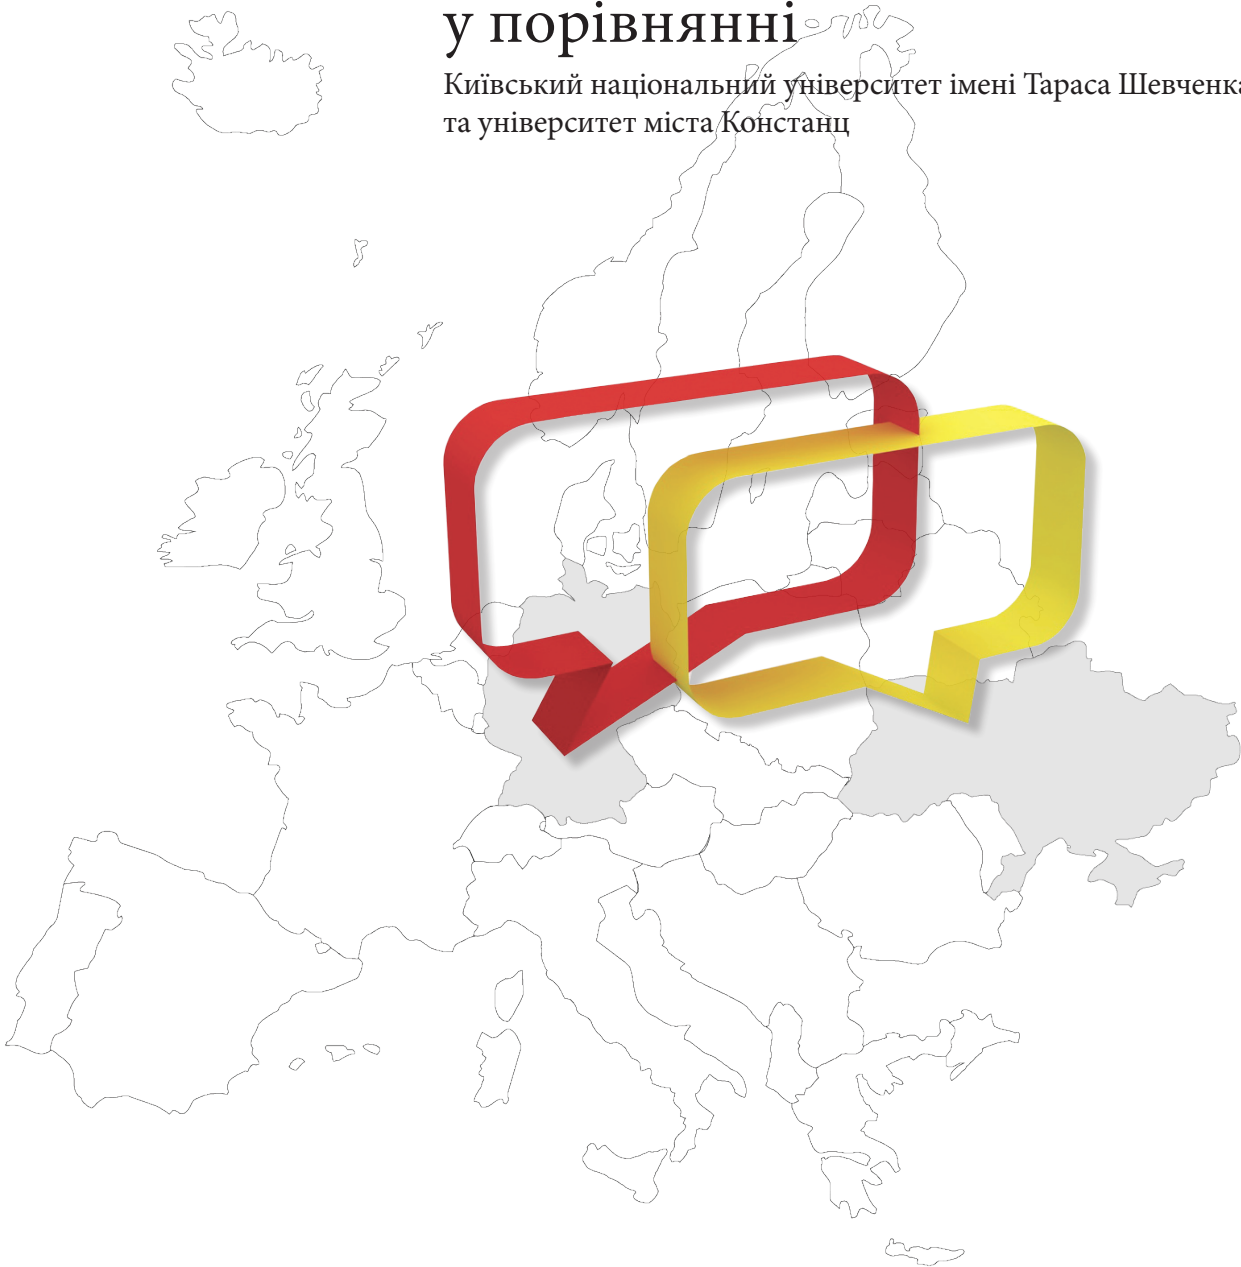 у порівнянні
Київський національний університет імені Тараса Шевченка
та університет міста Констанц